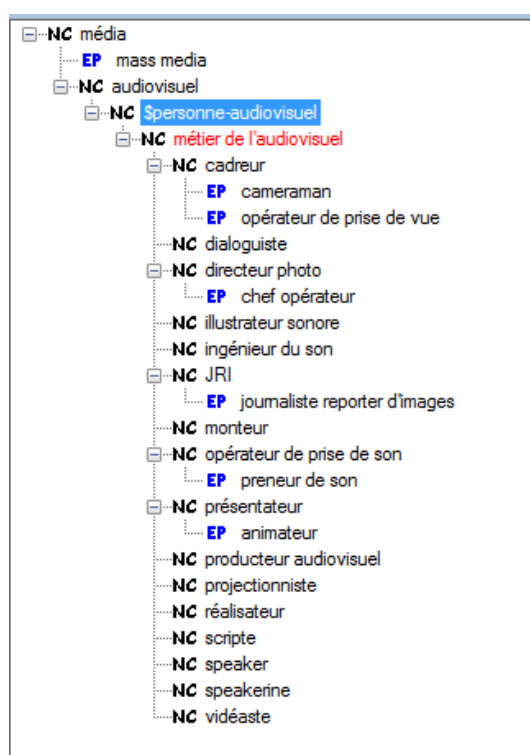 NC média
EP mass media
NC audiovisuel
NC $personne-audiovisuel
NC métier de l'audiovisuel
NC cadreur
EP cameraman
EP opérateur de prise de vue
NC dialoguiste
NC directeur photo
EP chef opérateur
NC illustrateur sonore
NC ingénieur du son
NC JRI
EP journaliste reporter d'images
NC monteur
NC opérateur de prise de son
EP preneur de son
NC présentateur
EP animateur
NC producteur audiovisuel
NC projectionniste
NC réalisateur
NC scripte
NC speaker
NC speakerine
NC vidéaste